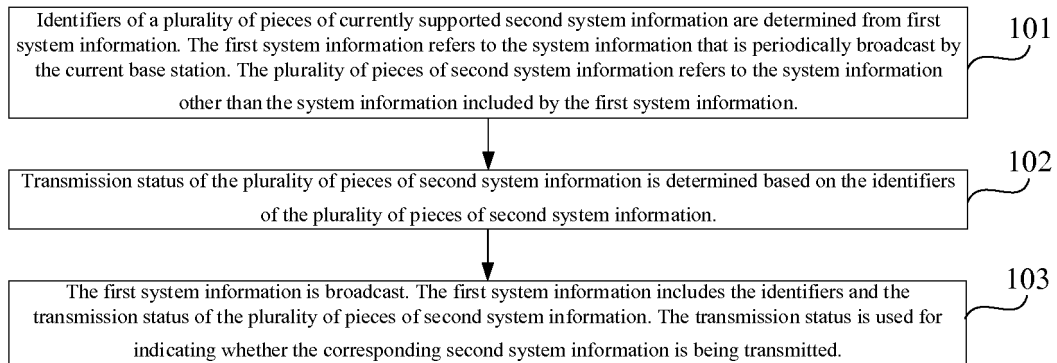 Identifiers of a plurality of pieces of currently supported second system information are determined from first
system information. The first system information refers to the system information that is periodically broadcast by
the current base station. The plurality of pieces of second system information refers to the system information
other than the system information included by the first system information.
101
Transmission status of the plurality of pieces of second system information is determined based on the identifiers
of the plurality of pieces of second system information.
102
The first system information is broadcast. The first system information includes the identifiers and the
transmission status of the plurality of pieces of second system information. The transmission status is used for
indicating whether the corresponding second system information is being transmitted.
103